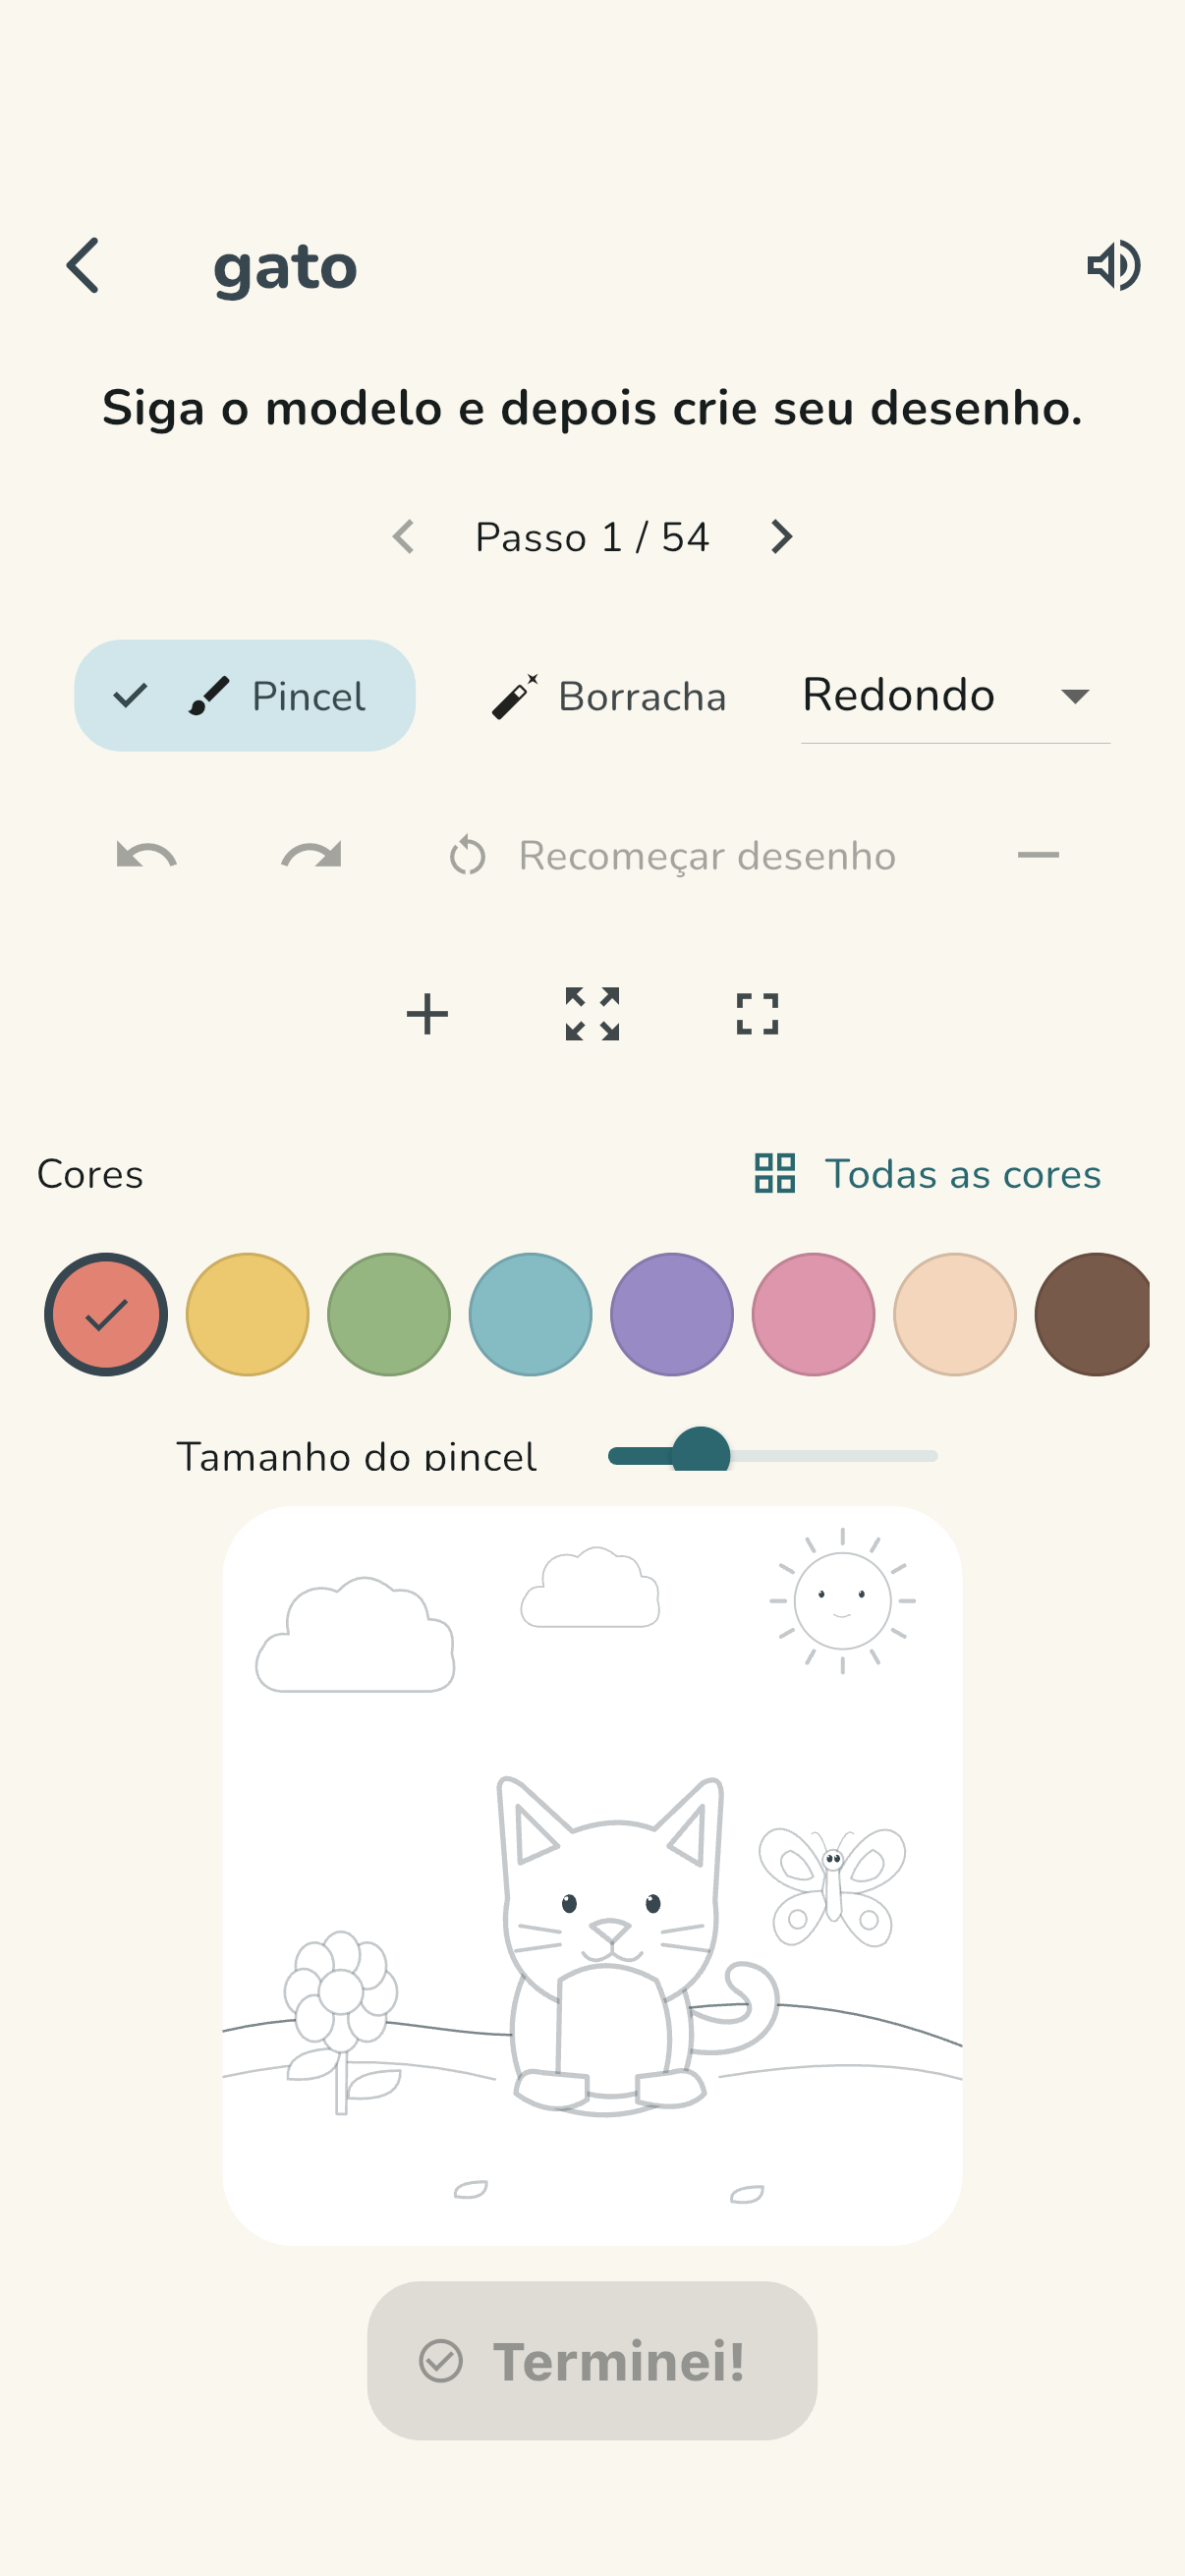 gato
Siga o modelo e depois crie seu desenho.
Passo 1 / 54
Pincel Borracha Redondo
Recomeçar desenho
Cores Todas as cores
Tamanho do pincel
Terminei!